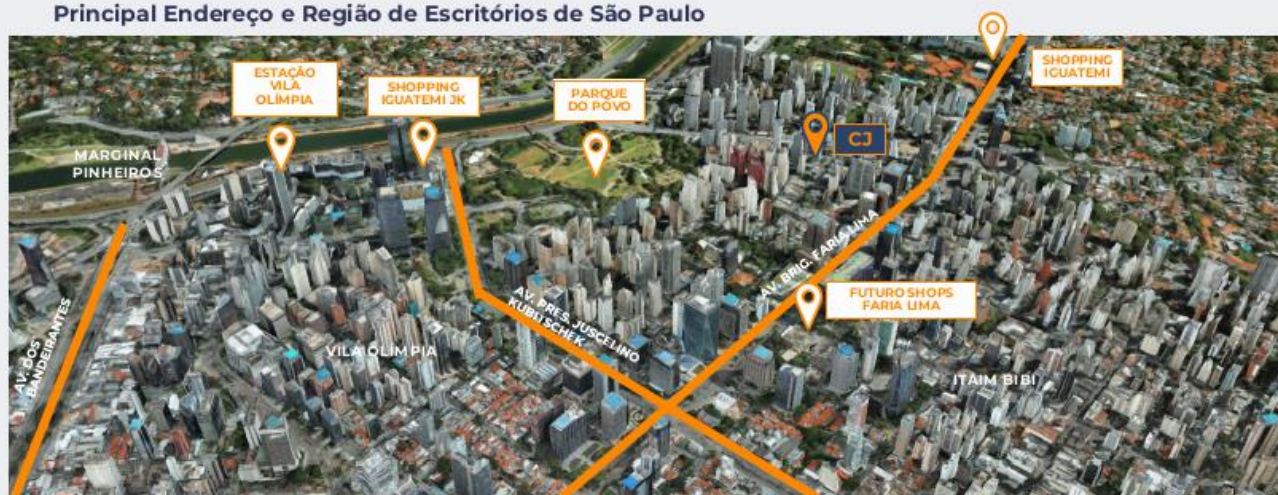 Principal Endereço e Região de Escritórios de São Paulo
ESTAÇÃO
VILA
OLÍMPIA
SHOPPING
IGUATEMI JK
PARQUE
DO POVO
CJ
SHOPPING
IGUATEMI
MARGINAL
PINHEIROS
AV. BRIG. FARIA LIMA
FUTURO SHOPS
FARIA LIMA
AV. PRES. JUSCELINO
KUBLISCHEK
AV. DOS
BANDEIRANTES
VILA OLÍMPIA
ITAIM BIBI